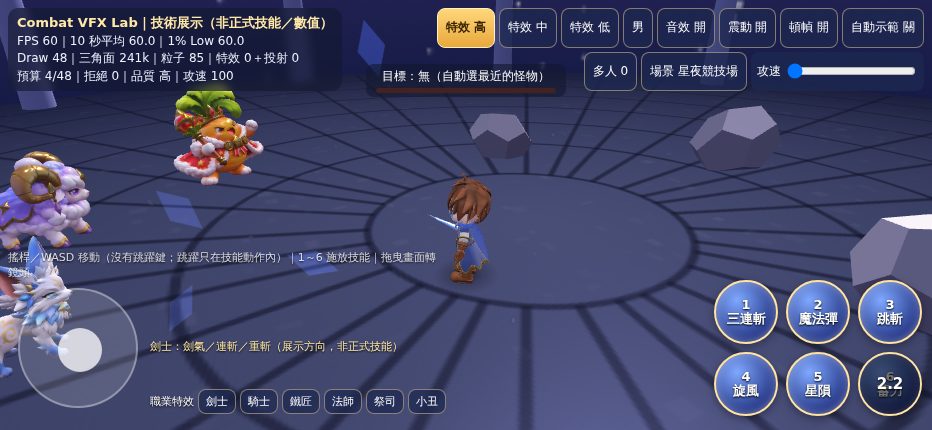 Combat VFX Lab｜技術展示（非正式技能／數值）
FPS 60｜10 秒平均 60.0｜1% Low 60.0
Draw 48｜三角面 241k｜粒子 85｜特效 0＋投射 0
預算 4/48｜拒絕 0｜品質 高｜攻速 100
特效 高
特效 中
特效 低
男
音效 開
震動 開
頓幀 開
自動示範 關
目標：無（自動選最近的怪物）
多人 0
場景 星夜競技場
攻速
搖桿／WASD 移動（沒有跳躍鍵；跳躍只在技能動作內）｜1~6 施放技能｜拖曳畫面轉
鏡頭
1
三連斬
2
魔法彈
3
跳斬
劍士：劍氣／連斬／重斬（展示方向，非正式技能）
4
旋風
5
星隕
6
2.2
職業特效
劍士
騎士
鐵匠
法師
祭司
小丑